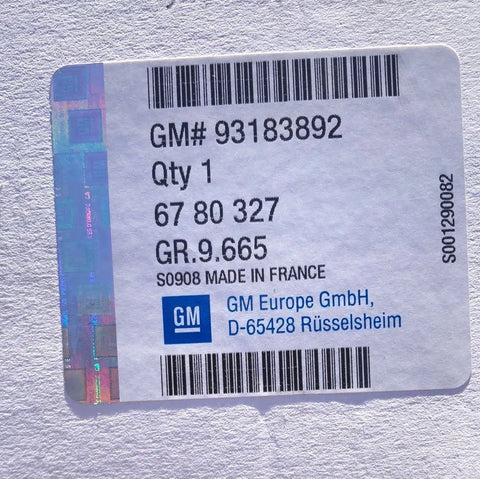 GM# 93183892
Qty 1
67 80 327
GR.9.665
S0908 MADE IN FRANCE
GM
GM Europe GmbH,
D-65428 Rüsselsheim
S001290082